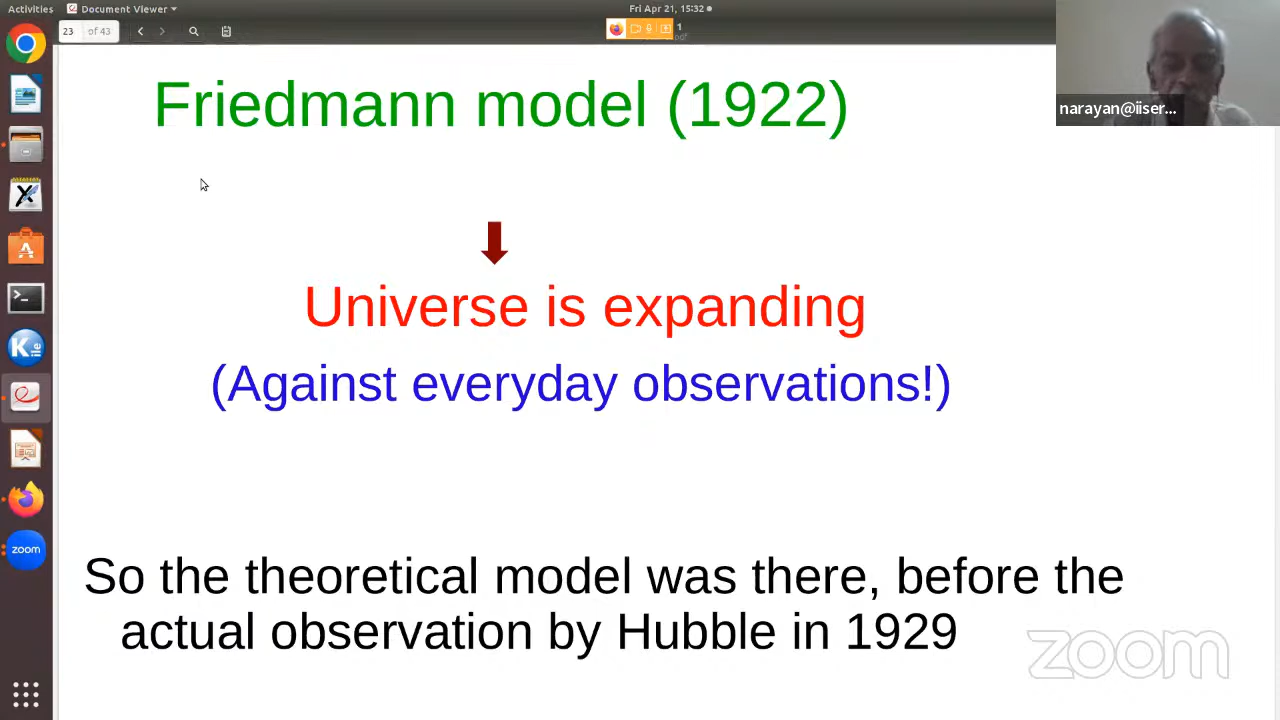 Activities
Document Viewer
Fri Apr 21, 15:32
23 of 43
1
narayan@iiser...
Friedmann model (1922)
Universe is expanding
(Against everyday observations!)
zoom
So the theoretical model was there, before the
actual observation by Hubble in 1929
zoom